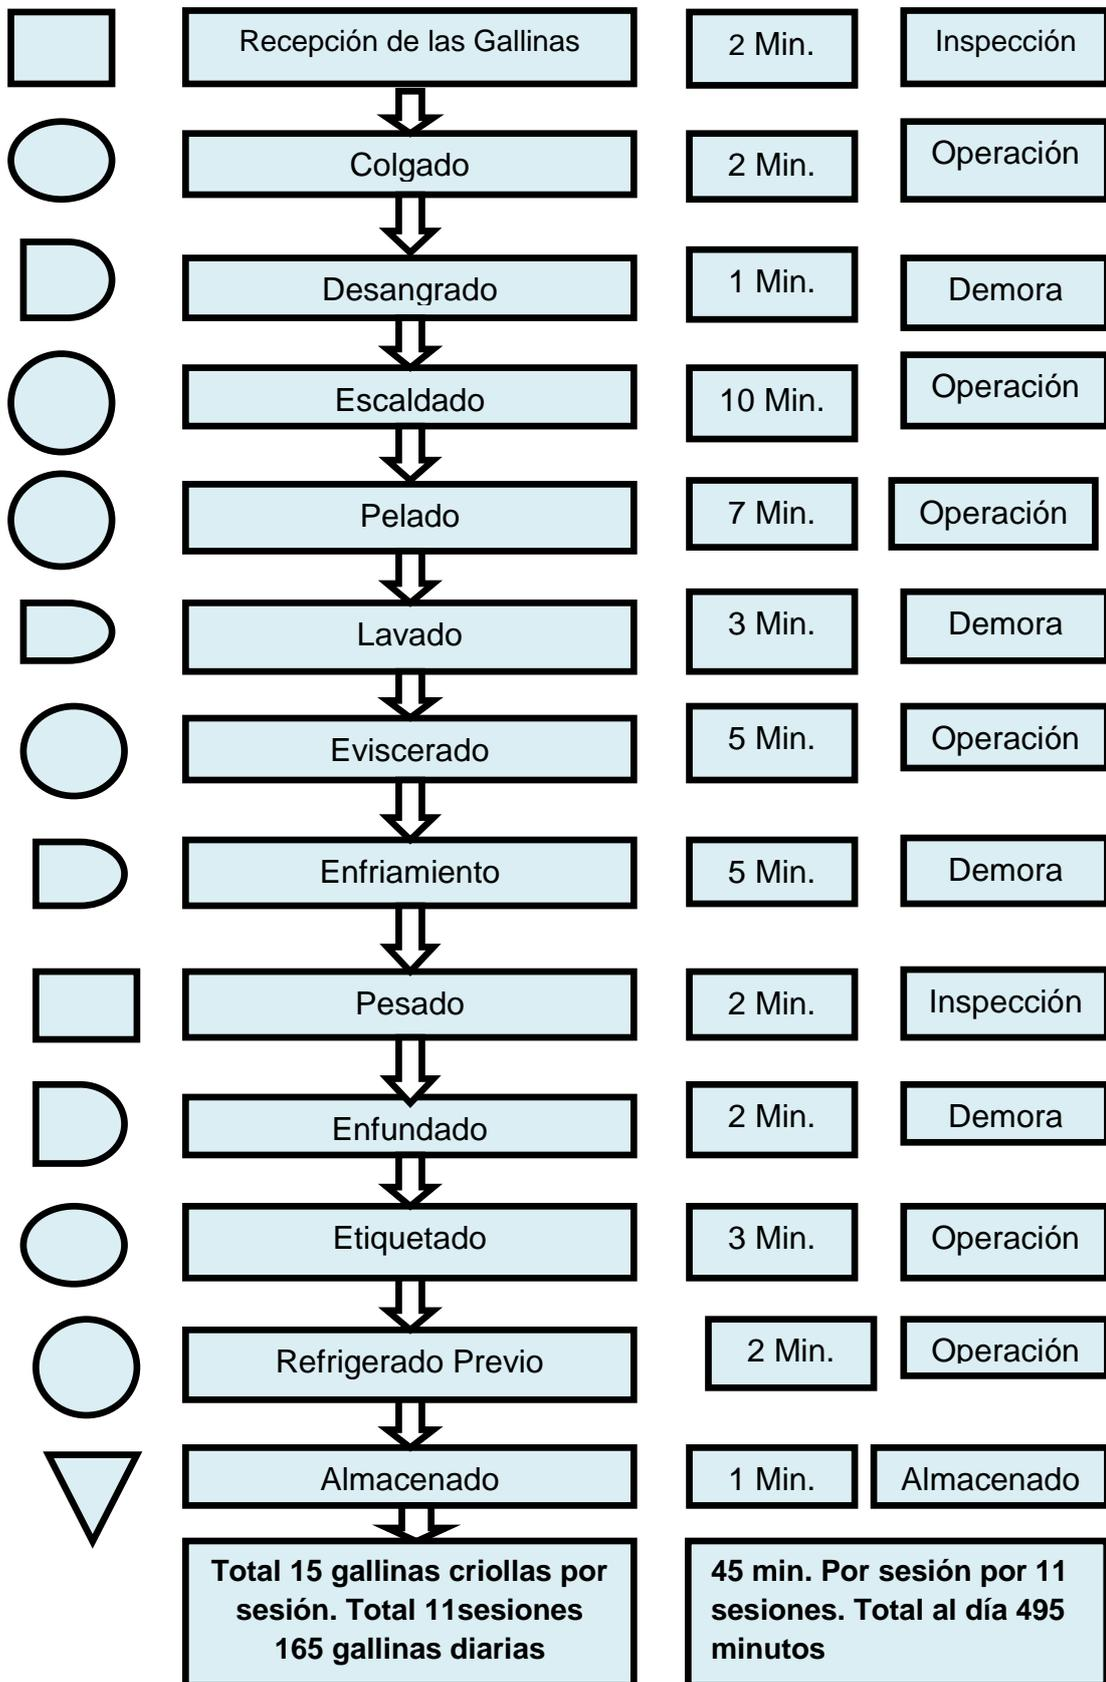 Recepción de las Gallinas
2 Min.
Inspección
Colgado
2 Min.
Operación
Desangrado
1 Min.
Demora
Escaldado
10 Min.
Operación
Pelado
7 Min.
Operación
Lavado
3 Min.
Demora
Eviscerado
5 Min.
Operación
Enfriamiento
5 Min.
Demora
Pesado
2 Min.
Inspección
Enfundado
2 Min.
Demora
Etiquetado
3 Min.
Operación
Refrigerado Previo
2 Min.
Operación
Almacenado
1 Min.
Almacenado
Total 15 gallinas criollas por
sesión. Total 11sesiones
165 gallinas diarias
45 min. Por sesión por 11
sesiones. Total al día 495
minutos